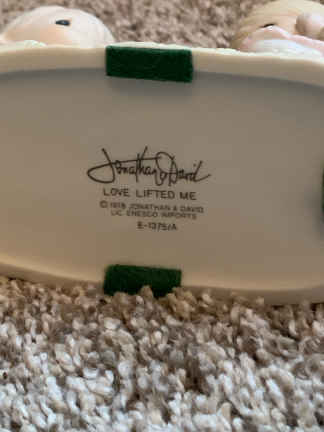 Jonathan & David
LOVE LIFTED ME
© 1978 JONATHAN & DAVID
LIC. ENESCO IMPORTS
E-1375/A